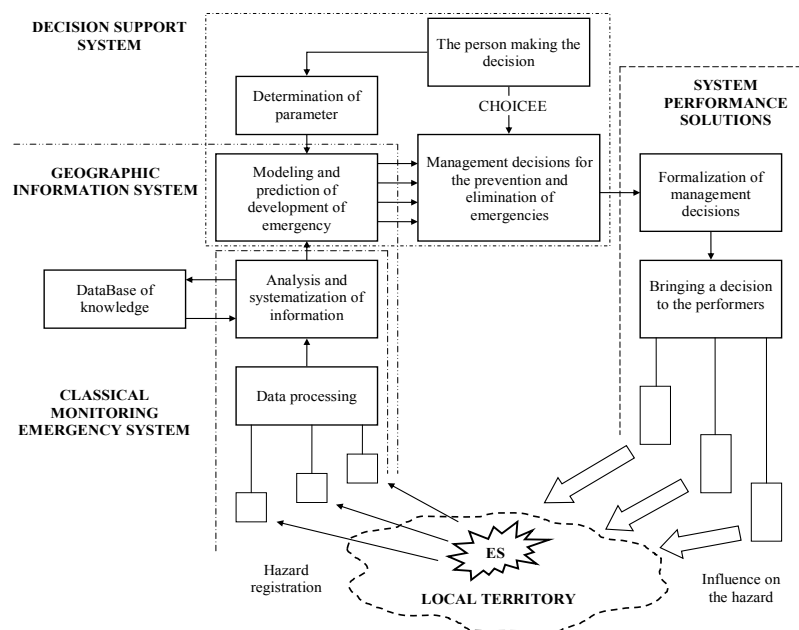 DECISION SUPPORT
SYSTEM
The person making the
decision
Determination of
parameter
CHOICEE
SYSTEM
PERFORMANCE
SOLUTIONS
GEOGRAPHIC
INFORMATION SYSTEM
Modeling and
prediction of
development of
emergency
Management decisions for
the prevention and
elimination of
emergencies
Formalization of
management
decisions
DataBase of
knowledge
Analysis and
systematization of
information
Bringing a decision
to the performers
CLASSICAL
MONITORING
EMERGENCY SYSTEM
Data processing
ES
Hazard
registration
LOCAL TERRITORY
Influence on
the hazard